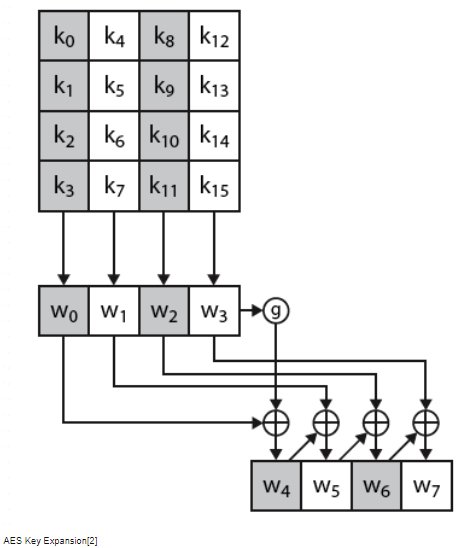 k0 k4 k8 k12
k1 k5 k9 k13
k2 k6 k10 k14
k3 k7 k11 k15
w0 w1 w2 w3 g
w4 w5 w6 w7
AES Key Expansion[2]